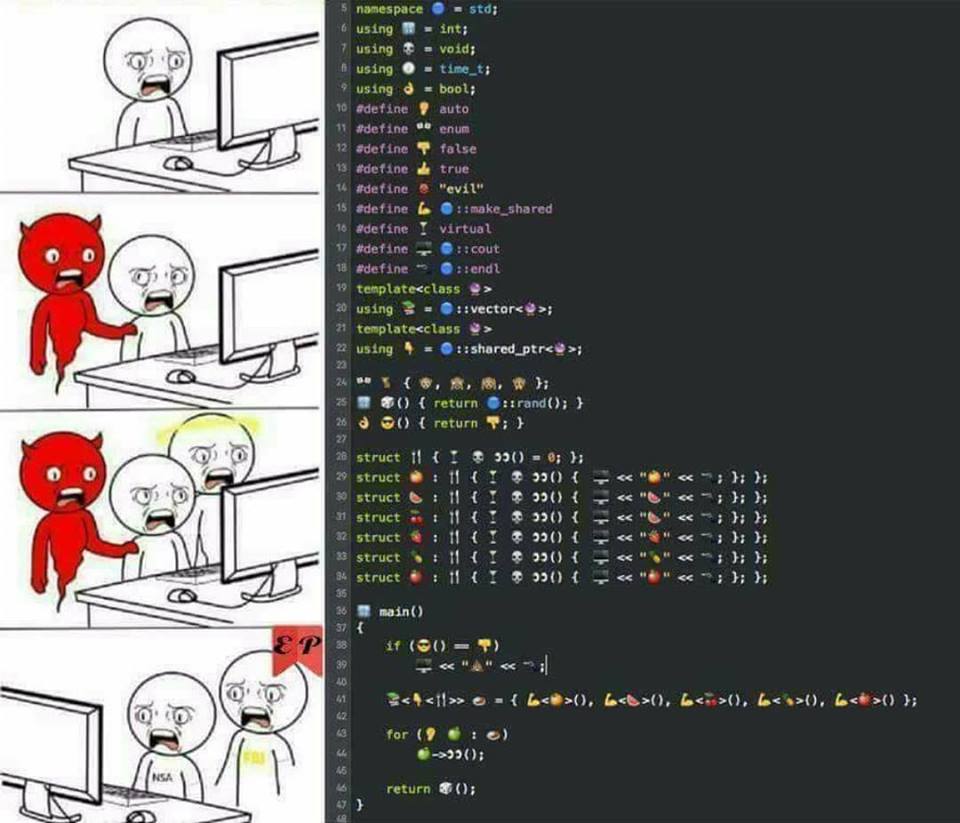 5 namespace 🔵 = std;
6 using 🔢 = int;
7 using 💀 = void;
8 using 🕐 = time_t;
9 using 👌 = bool;
10 #define 👂 auto
11 #define enum
12 #define 👎 false
13 #define 👍 true
14 #define "evil"
15 #define 💪 🔵::make_shared
16 #define 🍸 virtual
17 #define 🖥 🔵::cout
18 #define 🔫 🔵::endl
19 template<class 🔮>
20 using 📚 = 🔵::vector<🔮>;
21 template<class 🔮>
22 using 👇 = 🔵::shared_ptr<🔮>;
23
24 { 🐵, 🙈, 🙉, 🙊 };
25 🔢 🎲() { return 🔵::rand(); }
26 👌 😎() { return 👎; }
27
28 struct 🍴 { 🍸 💀 👀() = 0; };
29 struct 🍊 : 🍴 { 🍸 💀 👀() { 🖥 << "🍊" << 🔫; }; };
30 struct 🍉 : 🍴 { 🍸 💀 👀() { 🖥 << "🍉" << 🔫; }; };
31 struct 🍒 : 🍴 { 🍸 💀 👀() { 🖥 << "🍉" << 🔫; }; };
32 struct 🍓 : 🍴 { 🍸 💀 👀() { 🖥 << "🍓" << 🔫; }; };
33 struct 🍍 : 🍴 { 🍸 💀 👀() { 🖥 << "🍍" << 🔫; }; };
34 struct 🍎 : 🍴 { 🍸 💀 👀() { 🖥 << "🍎" << 🔫; }; };
35
36 🔢 main()
37 {
38 if (😎() == 👎)
39 🖥 << "💩" << 🔫;
40
41 📚<👇<🍴>> = { 💪<🍊>(), 💪<🍉>(), 💪<🍒>(), 💪<🍍>(), 💪<🍎>() };
42
43 for (👂 🍏 : )
44 🍏->👀();
45
46 return 🎲();
47 }
48
EP
FBI
NSA